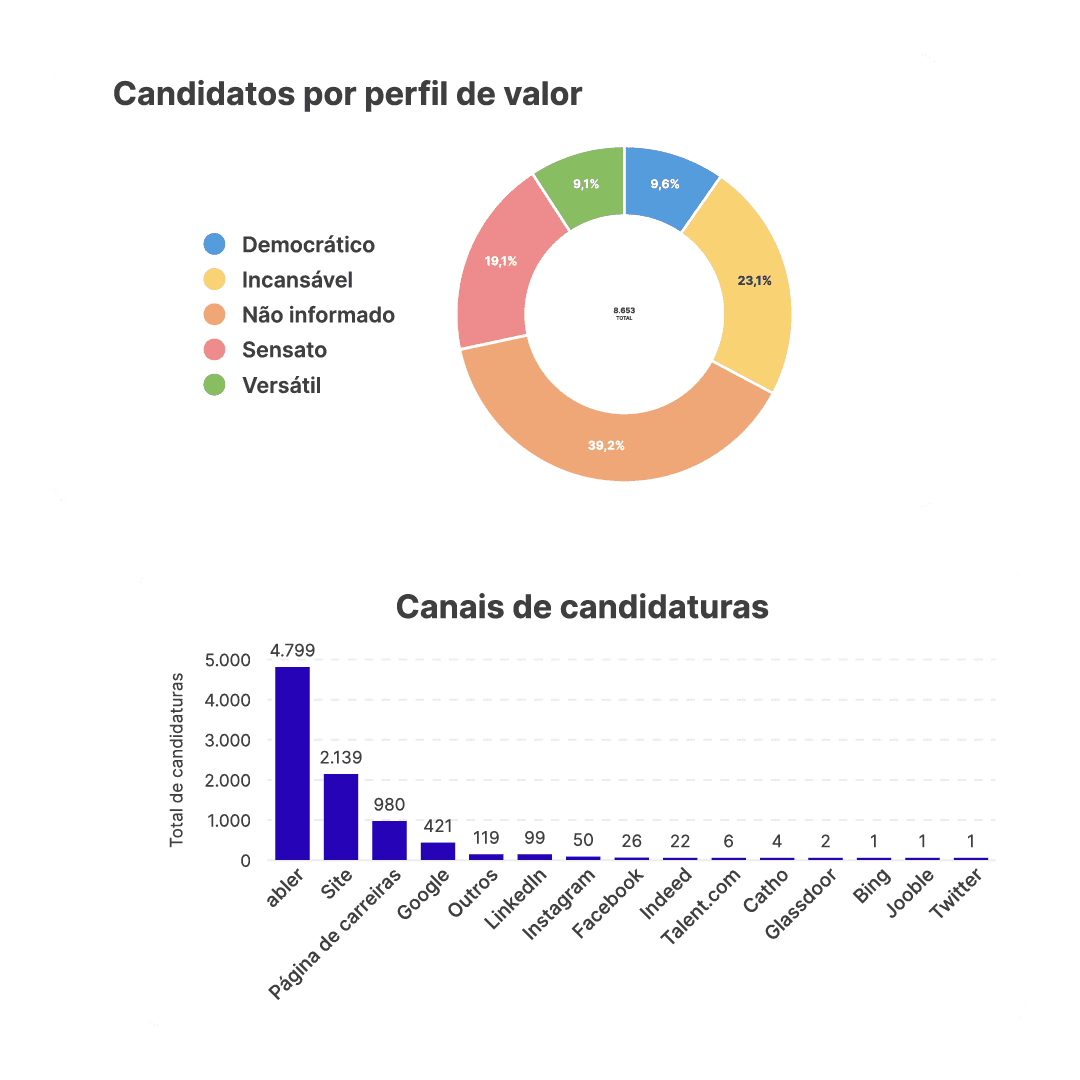 Candidatos por perfil de valor
Democrático
Incansável
Não informado
Sensato
Versátil
9,1%
9,6%
19,1%
23,1%
8.653
TOTAL
39,2%
Canais de candidaturas
Total de candidaturas
5.000
4.000
3.000
2.000
1.000
0
4.799
2.139
980
421
119
99
50
26
22
6
4
2
1
1
1
abler
Site
Página de carreiras
Google
Outros
LinkedIn
Instagram
Facebook
Indeed
Talent.com
Catho
Glassdoor
Bing
Jooble
Twitter